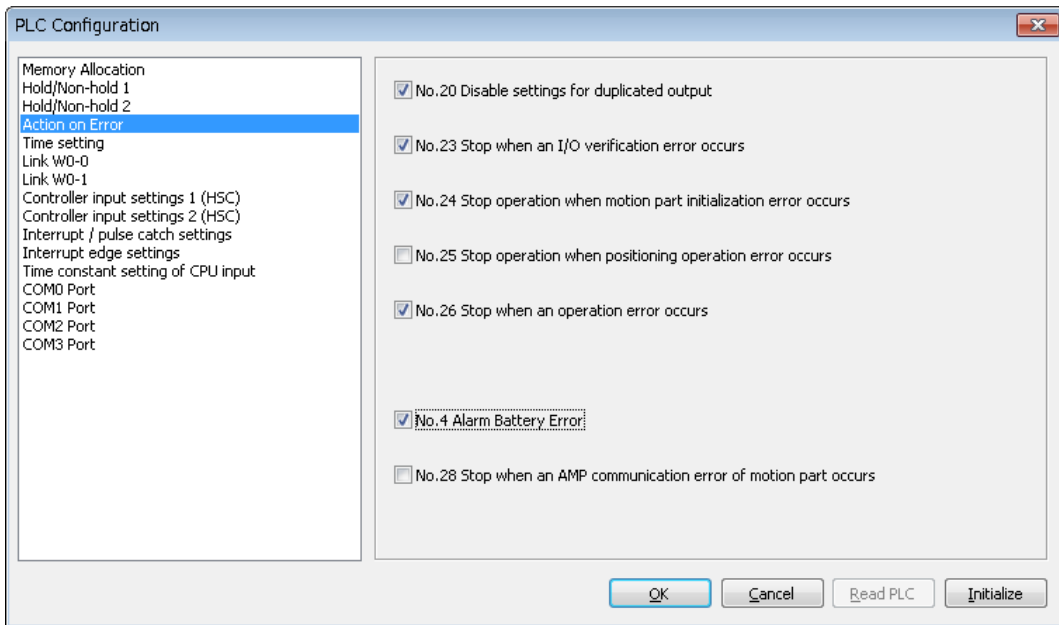 PLC Configuration
Memory Allocation
Hold/Non-hold 1
Hold/Non-hold 2
Action on Error
Time setting
Link W0-0
Link W0-1
Controller input settings 1 (HSC)
Controller input settings 2 (HSC)
Interrupt / pulse catch settings
Interrupt edge settings
Time constant setting of CPU input
COM0 Port
COM1 Port
COM2 Port
COM3 Port
No.20 Disable settings for duplicated output
No.23 Stop when an I/O verification error occurs
No.24 Stop operation when motion part initialization error occurs
No.25 Stop operation when positioning operation error occurs
No.26 Stop when an operation error occurs
No.4 Alarm Battery Error
No.28 Stop when an AMP communication error of motion part occurs
OK
Cancel
Read PLC
Initialize